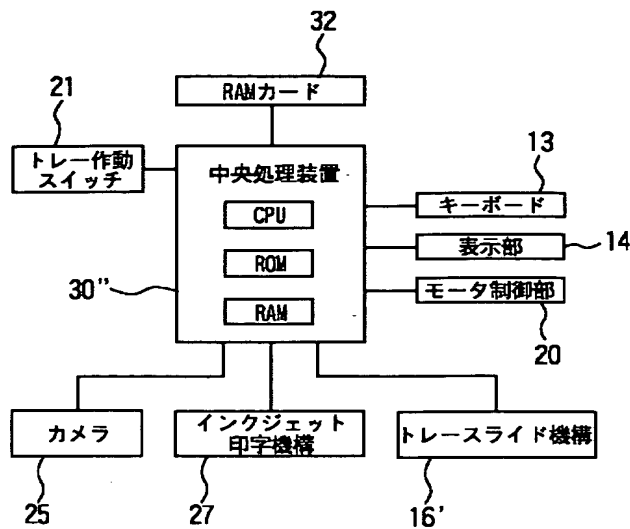 32
RAMカード
21
トレー作動
スイッチ
中央処理装置
CPU
ROM
RAM
30”
13
キーボード
表示部
14
モータ制御部
20
カメラ
25
インクジェット
印字機構
27
トレースライド機構
16’